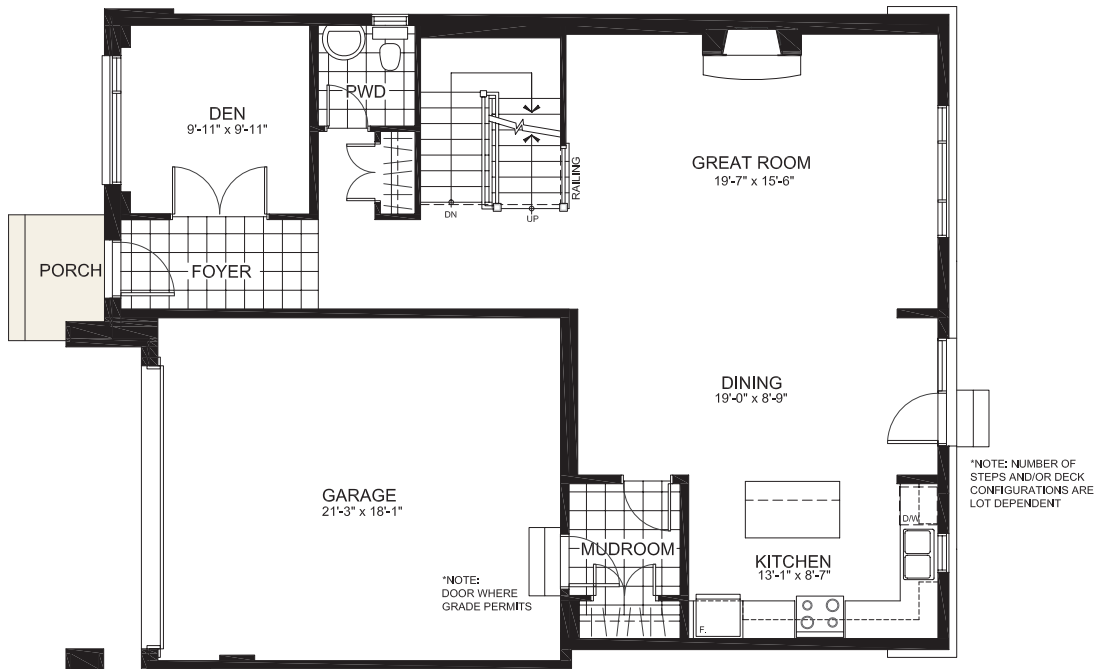 PWD
DEN
9'-11" x 9'-11"
GREAT ROOM
19'-7" x 15'-6"
RAILING
DN
UP
PORCH
FOYER
DINING
19'-0" x 8'-9"
*NOTE: NUMBER OF
STEPS AND/OR DECK
CONFIGURATIONS ARE
LOT DEPENDENT
GARAGE
21'-3" x 18'-1"
D/W
MUDROOM
KITCHEN
13'-1" x 8'-7"
*NOTE:
DOOR WHERE
GRADE PERMITS
F.